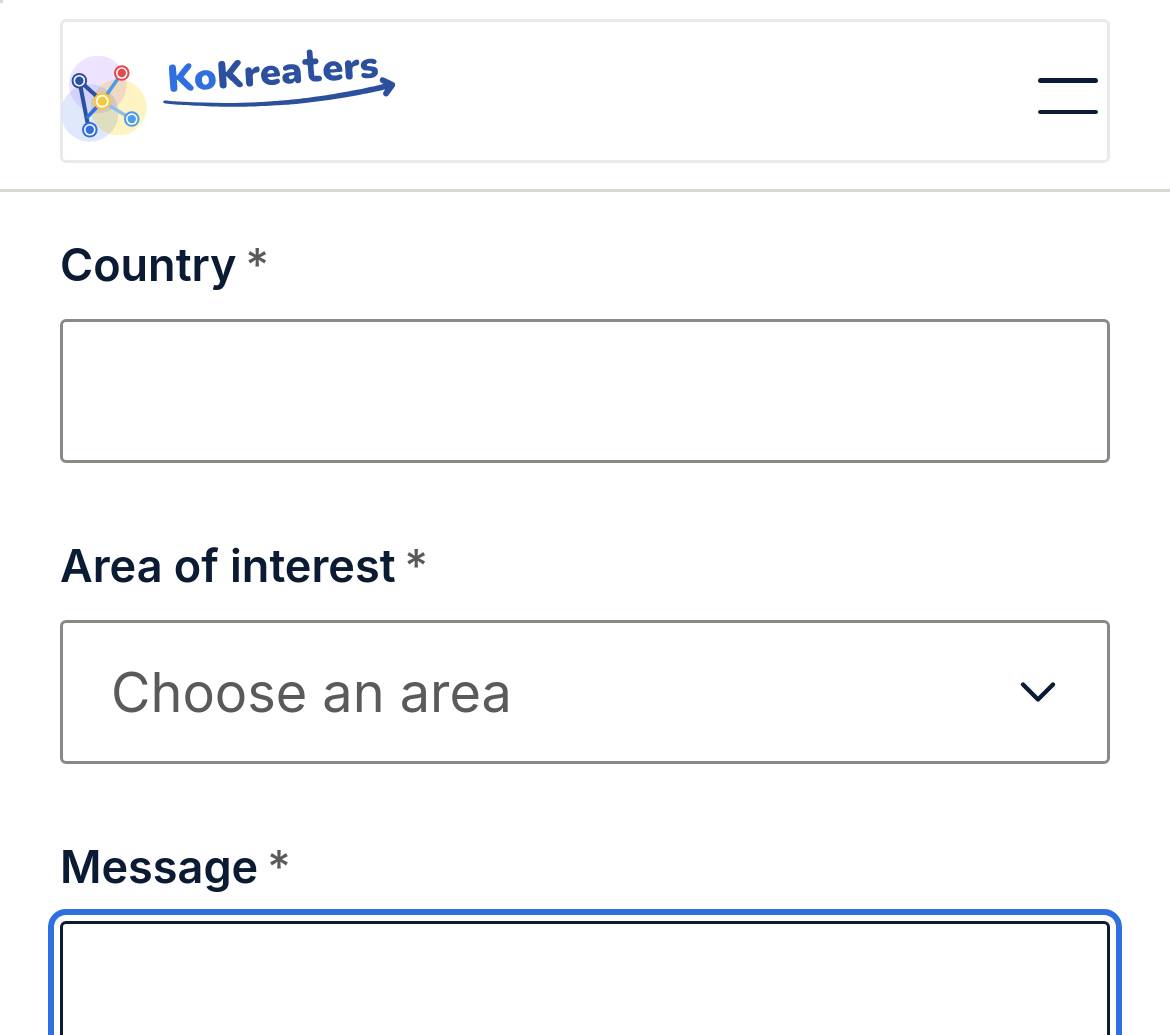 KoKreaters
Country *
Area of interest *
Choose an area
Message *